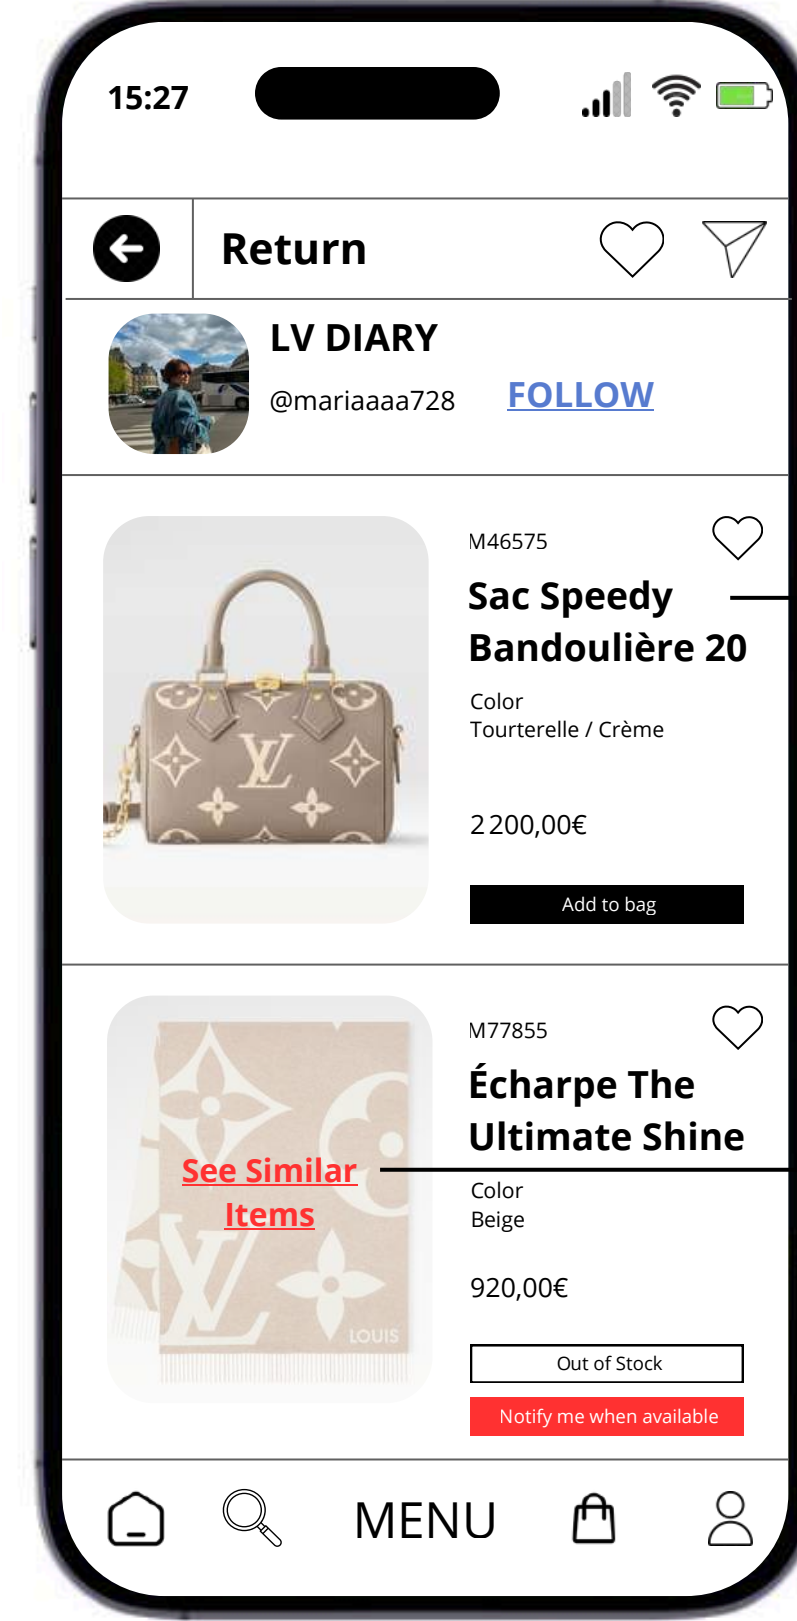 15:27
Return
LV DIARY
@mariaaaa728
FOLLOW
M46575
Sac Speedy
Bandoulière 20
Color
Tourterelle / Crème
2 200,00€
Add to bag
M77855
Écharpe The
Ultimate Shine
See Similar
Items
Color
Beige
920,00€
LOUIS
Out of Stock
Notify me when available
MENU